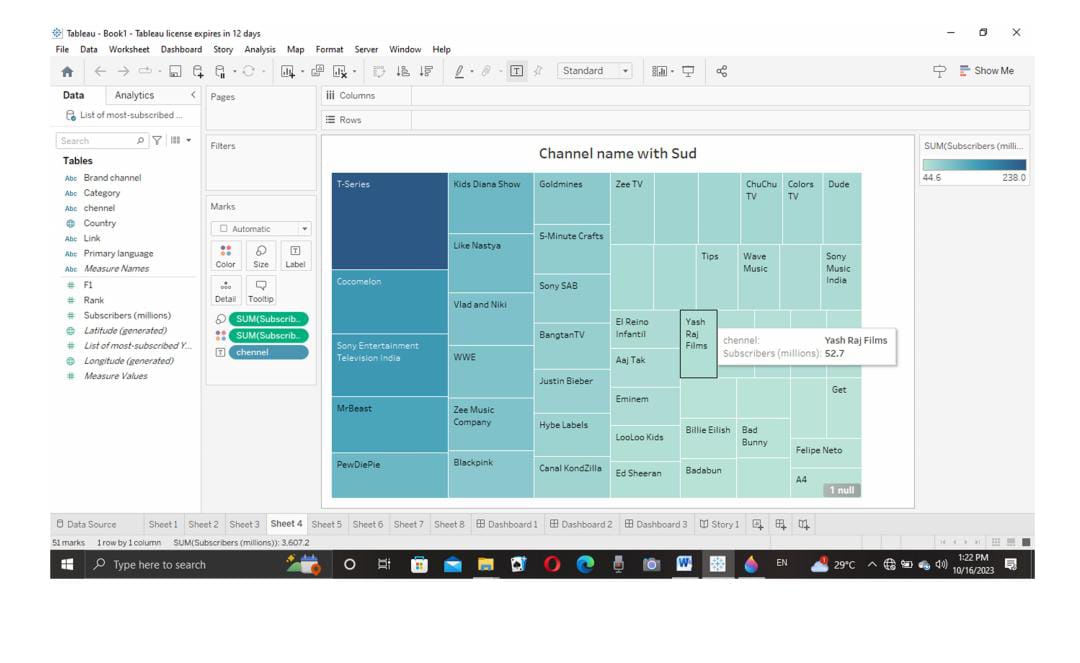 Tableau - Book1 - Tableau license expires in 12 days
File Data Worksheet Dashboard Story Analysis Map Format Server Window Help
Standard
Show Me
Data Analytics
List of most-subscribed ...
Search
Tables
Abc Brand channel
Abc Category
Abc chennel
Country
Abc Link
Abc Primary language
Abc Measure Names
# F1
# Rank
# Subscribers (millions)
Latitude (generated)
# List of most-subscribed Y...
Longitude (generated)
# Measure Values
Pages
Filters
Marks
Automatic
Color Size Label
Detail Tooltip
SUM(Subscrib..
SUM(Subscrib..
chennel
Columns
Rows
Channel name with Sud
T-Series
Cocomelon
Sony Entertainment
Television India
MrBeast
PewDiePie
Kids Diana Show
Like Nastya
Vlad and Niki
WWE
Zee Music
Company
Blackpink
Goldmines
5-Minute Crafts
Sony SAB
BangtanTV
Justin Bieber
Hybe Labels
Canal KondZilla
Zee TV
ChuChu
TV
Colors
TV
Dude
Tips
Wave
Music
Sony
Music
India
El Reino
Infantil
Aaj Tak
Eminem
LooLoo Kids
Ed Sheeran
Yash
Raj
Films
chennel: Yash Raj Films
Subscribers (millions): 52.7
Get
Billie Eilish
Bad
Bunny
Felipe Neto
Badabun
A4
1 null
SUM(Subscribers (milli...
44.6 238.0
Data Source Sheet 1 Sheet 2 Sheet 3 Sheet 4 Sheet 5 Sheet 6 Sheet 7 Sheet 8 Dashboard 1 Dashboard 2 Dashboard 3 Story 1
51 marks 1 row by 1 column SUM(Subscribers (millions)): 3,607.2
Type here to search
EN
29°C
1:22 PM
10/16/2023